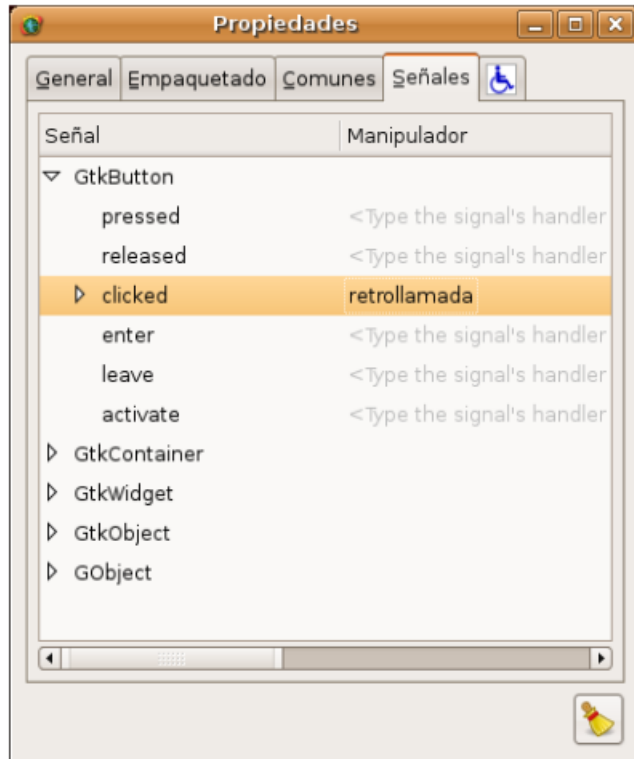 Propiedades
General Empaquetado Comunes Señales
Señal Manipulador
GtkButton
pressed <Type the signal's handler
released <Type the signal's handler
clicked retrollamada
enter <Type the signal's handler
leave <Type the signal's handler
activate <Type the signal's handler
GtkContainer
GtkWidget
GtkObject
GObject